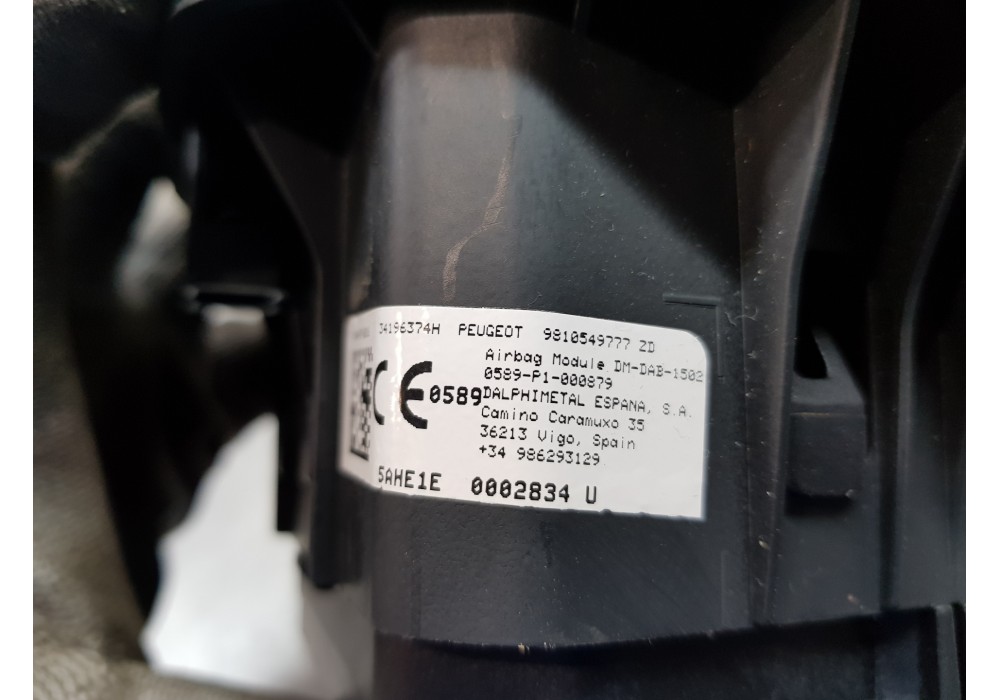 34196374H PEUGEOT 9810549777 ZD
Airbag Module DM-DAB-1502
0589-P1-000879
CE 0589 DALPHIMETAL ESPANA, S.A.
Camino Caramuxo 35
36213 Vigo, Spain
+34 986293129
5AHE1E 0002834 U